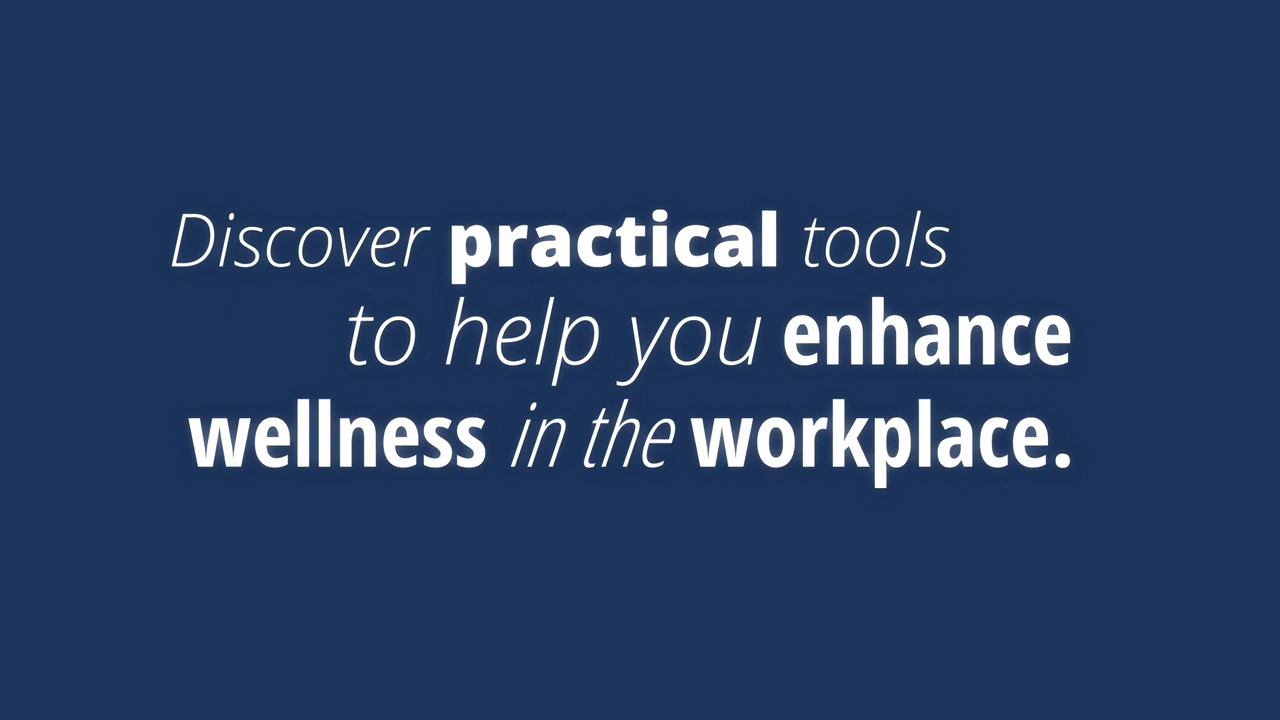 Discover practical tools
to help you enhance
wellness in the workplace.